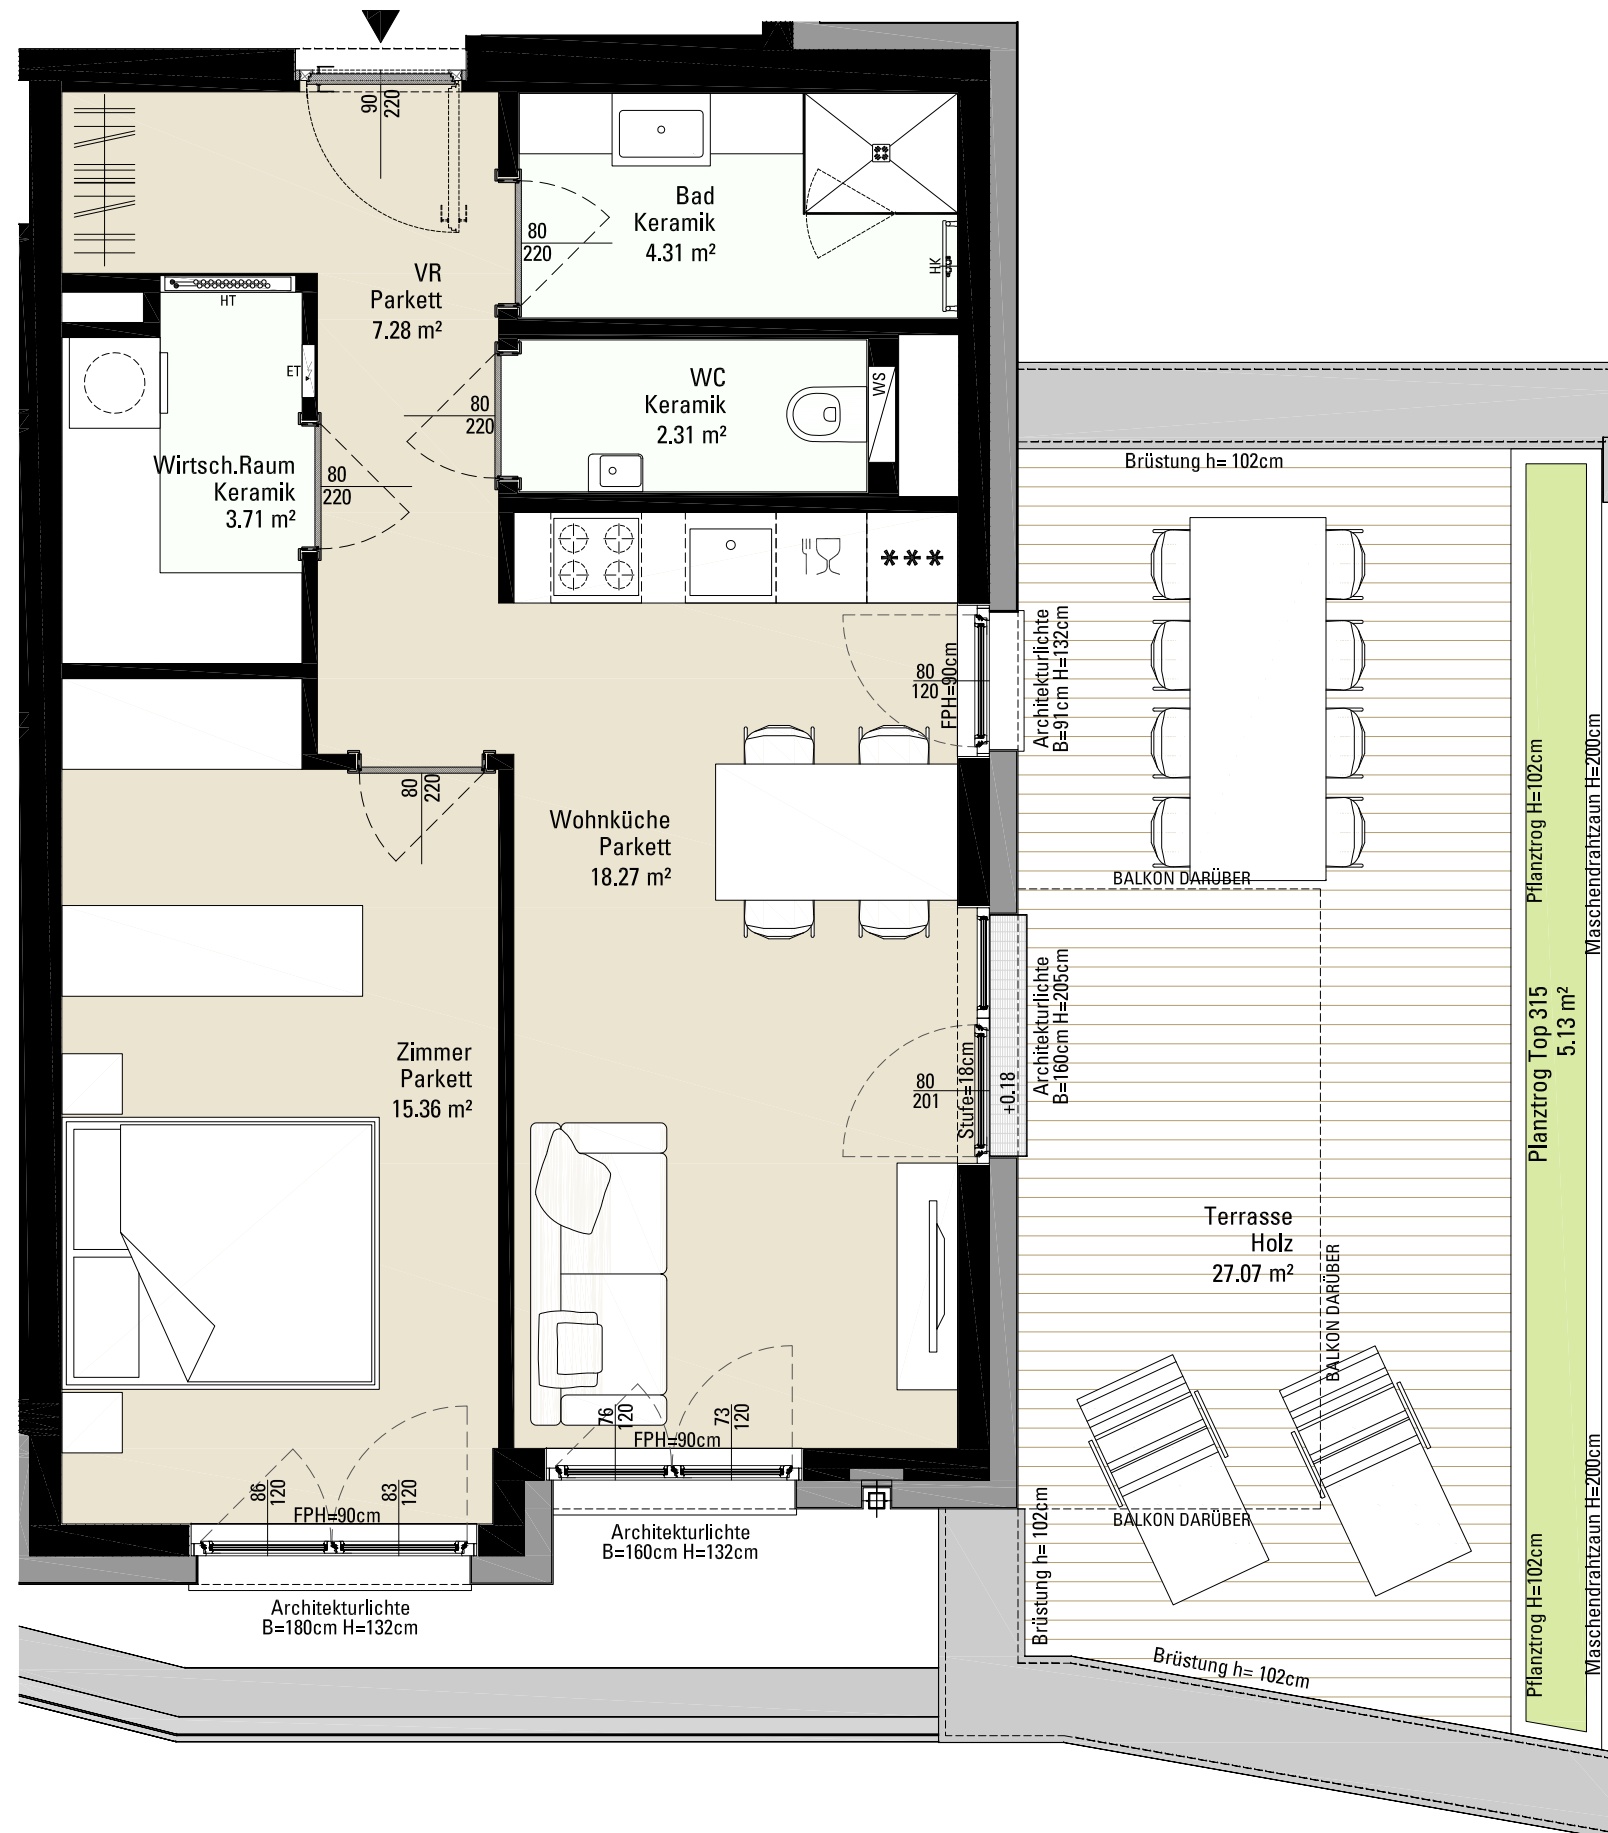 90
220
Bad
Keramik
4.31 m²
80
220
HK
VR
Parkett
7.28 m²
HT
ET
WC
Keramik
2.31 m²
WS
80
220
Wirtsch.Raum
Keramik
3.71 m²
80
220
***
Brüstung h= 102cm
80
120
FPH=90cm
Architekturlichte
B=91cm H=132cm
80
220
Wohnküche
Parkett
18.27 m²
BALKON DARÜBER
Pflanztrog H=102cm
Maschendrahtzaun H=200cm
Architekturlichte
B=160cm H=205cm
80
201
Stufe=18cm
+0.18
Planztrog Top 315
5.13 m²
Zimmer
Parkett
15.36 m²
Terrasse
Holz
27.07 m²
BALKON DARÜBER
76
120
73
120
FPH=90cm
86
120
83
120
FPH=90cm
Architekturlichte
B=160cm H=132cm
BALKON DARÜBER
Brüstung h= 102cm
Pflanztrog H=102cm
Maschendrahtzaun H=200cm
Architekturlichte
B=180cm H=132cm
Brüstung h= 102cm